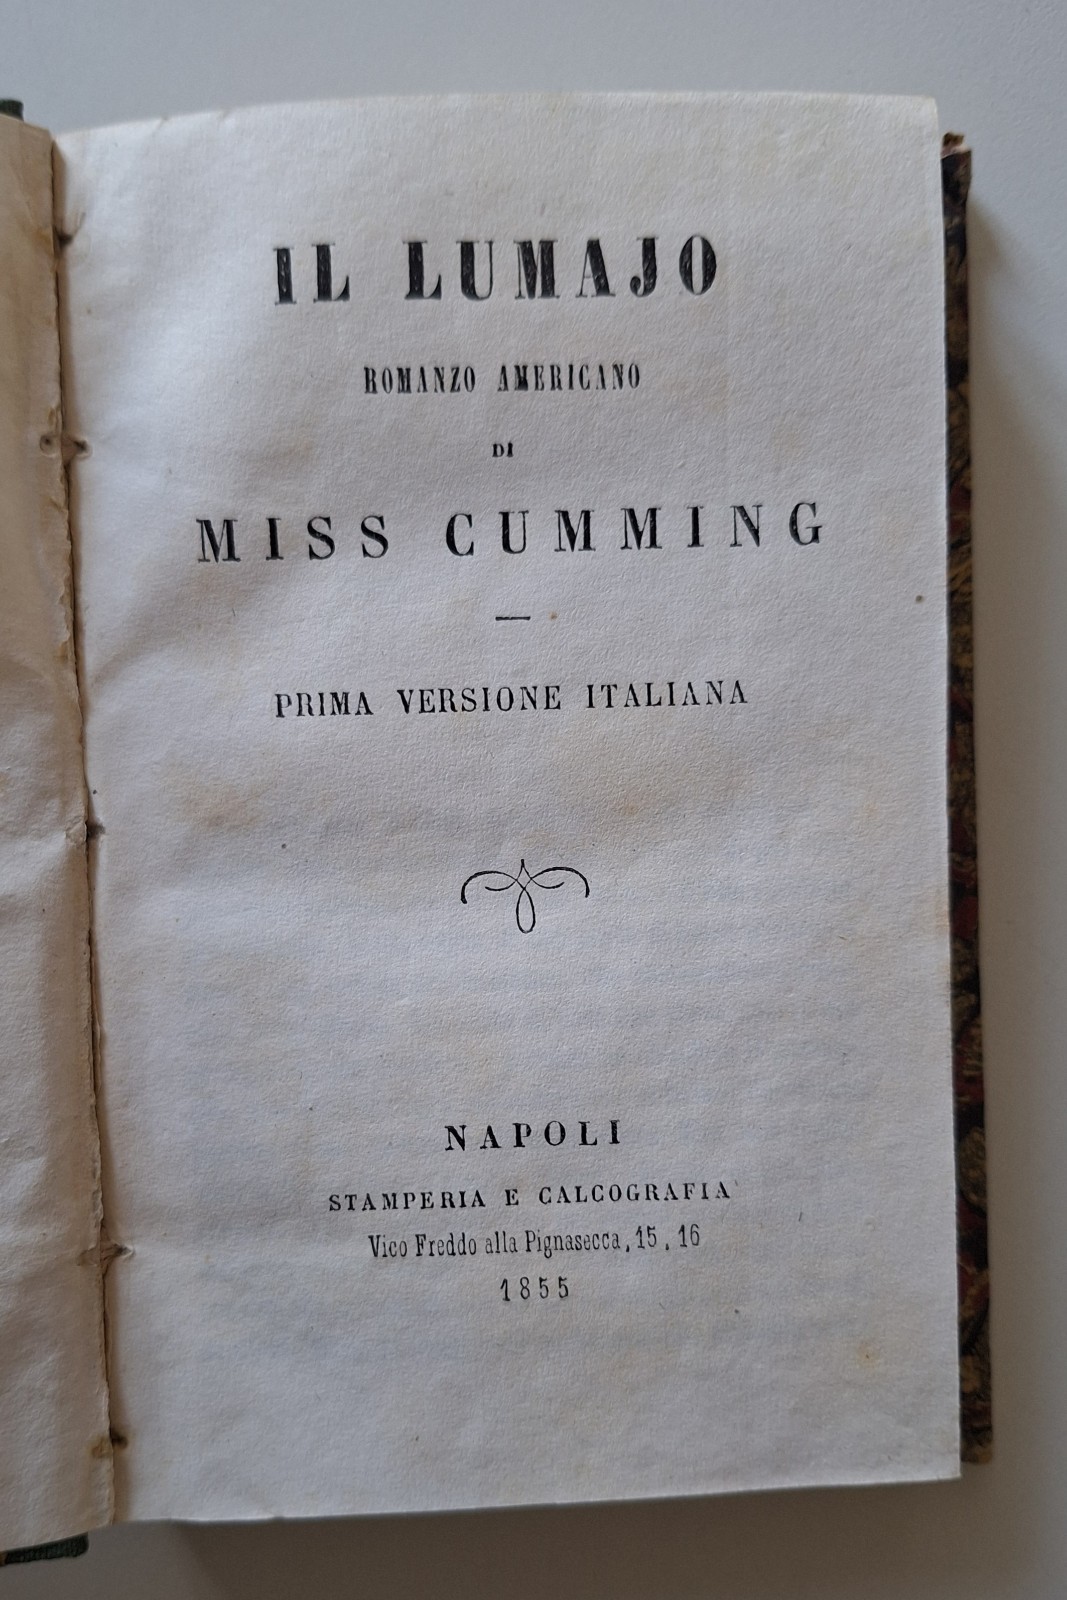 IL LUMAJO
ROMANZO AMERICANO
DI
MISS CUMMING
—
PRIMA VERSIONE ITALIANA
NAPOLI
STAMPERIA E CALCOGRAFIA
Vico Freddo alla Pignasecca, 15, 16
1855